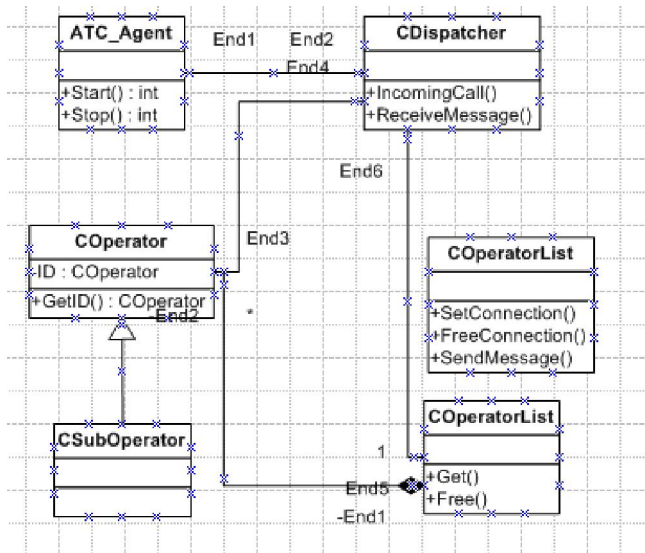 ATC_Agent
+Start() : int
+Stop() : int
End1
End2
End4
CDispatcher
+IncomingCall()
+ReceiveMessage()
End6
COperator
-ID : COperator
+GetID() : COperator
-End2
*
End3
COperatorList
+SetConnection()
+FreeConnection()
+SendMessage()
CSubOperator
COperatorList
+Get()
+Free()
1
End5
-End1